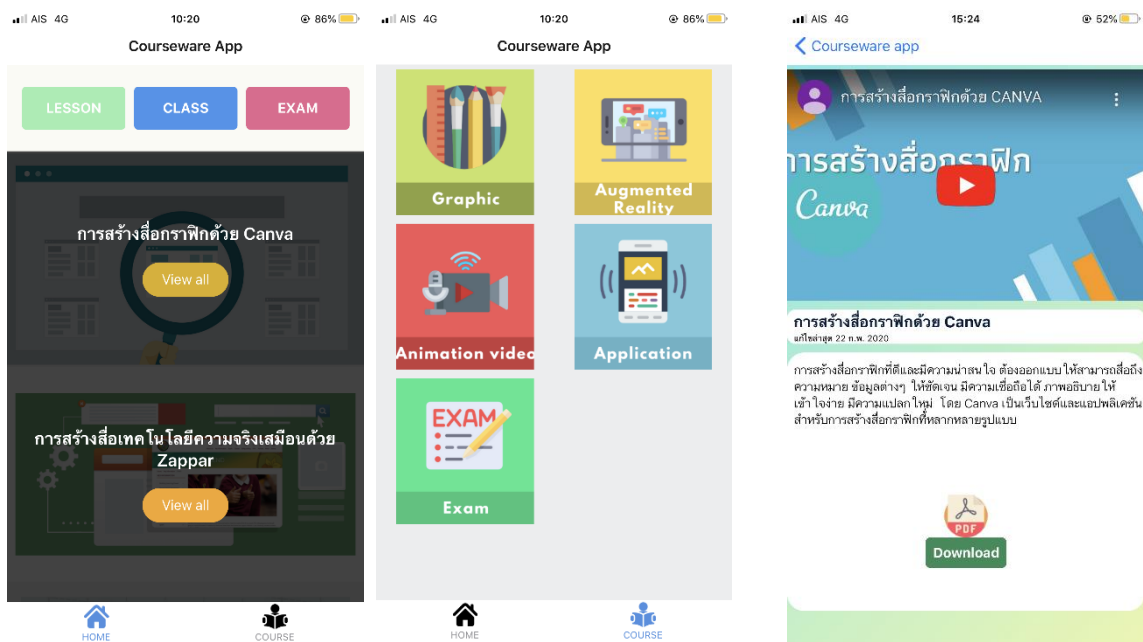 AIS 4G
10:20
86%
Courseware App
LESSON
CLASS
EXAM
การสร้างสื่อกราฟิกด้วย Canva
View all
การสร้างสื่อเทคโนโลยีความจริงเสมือนด้วย
Zappar
View all
HOME
COURSE
AIS 4G
10:20
86%
Courseware App
Graphic
Augmented
Reality
Animation video
Application
EXAM
Exam
HOME
COURSE
AIS 4G
15:24
52%
Courseware app
การสร้างสื่อกราฟิกด้วย CANVA
การสร้างสื่อกราฟิก
Canva
การสร้างสื่อกราฟิกด้วย Canva
แก้ไขล่าสุด 22 ก.พ. 2020
การสร้างสื่อกราฟิกที่ดีและมีความน่าสนใจ ต้องออกแบบให้สามารถสื่อถึง
ความหมาย ข้อมูลต่างๆ ให้ชัดเจน มีความเชื่อถือได้ ภาพอธิบายให้
เข้าใจง่าย มีความแปลกใหม่ โดย Canva เป็นเว็บไซต์และแอปพลิเคชัน
สำหรับการสร้างสื่อกราฟิกที่หลากหลายรูปแบบ
PDF
Download